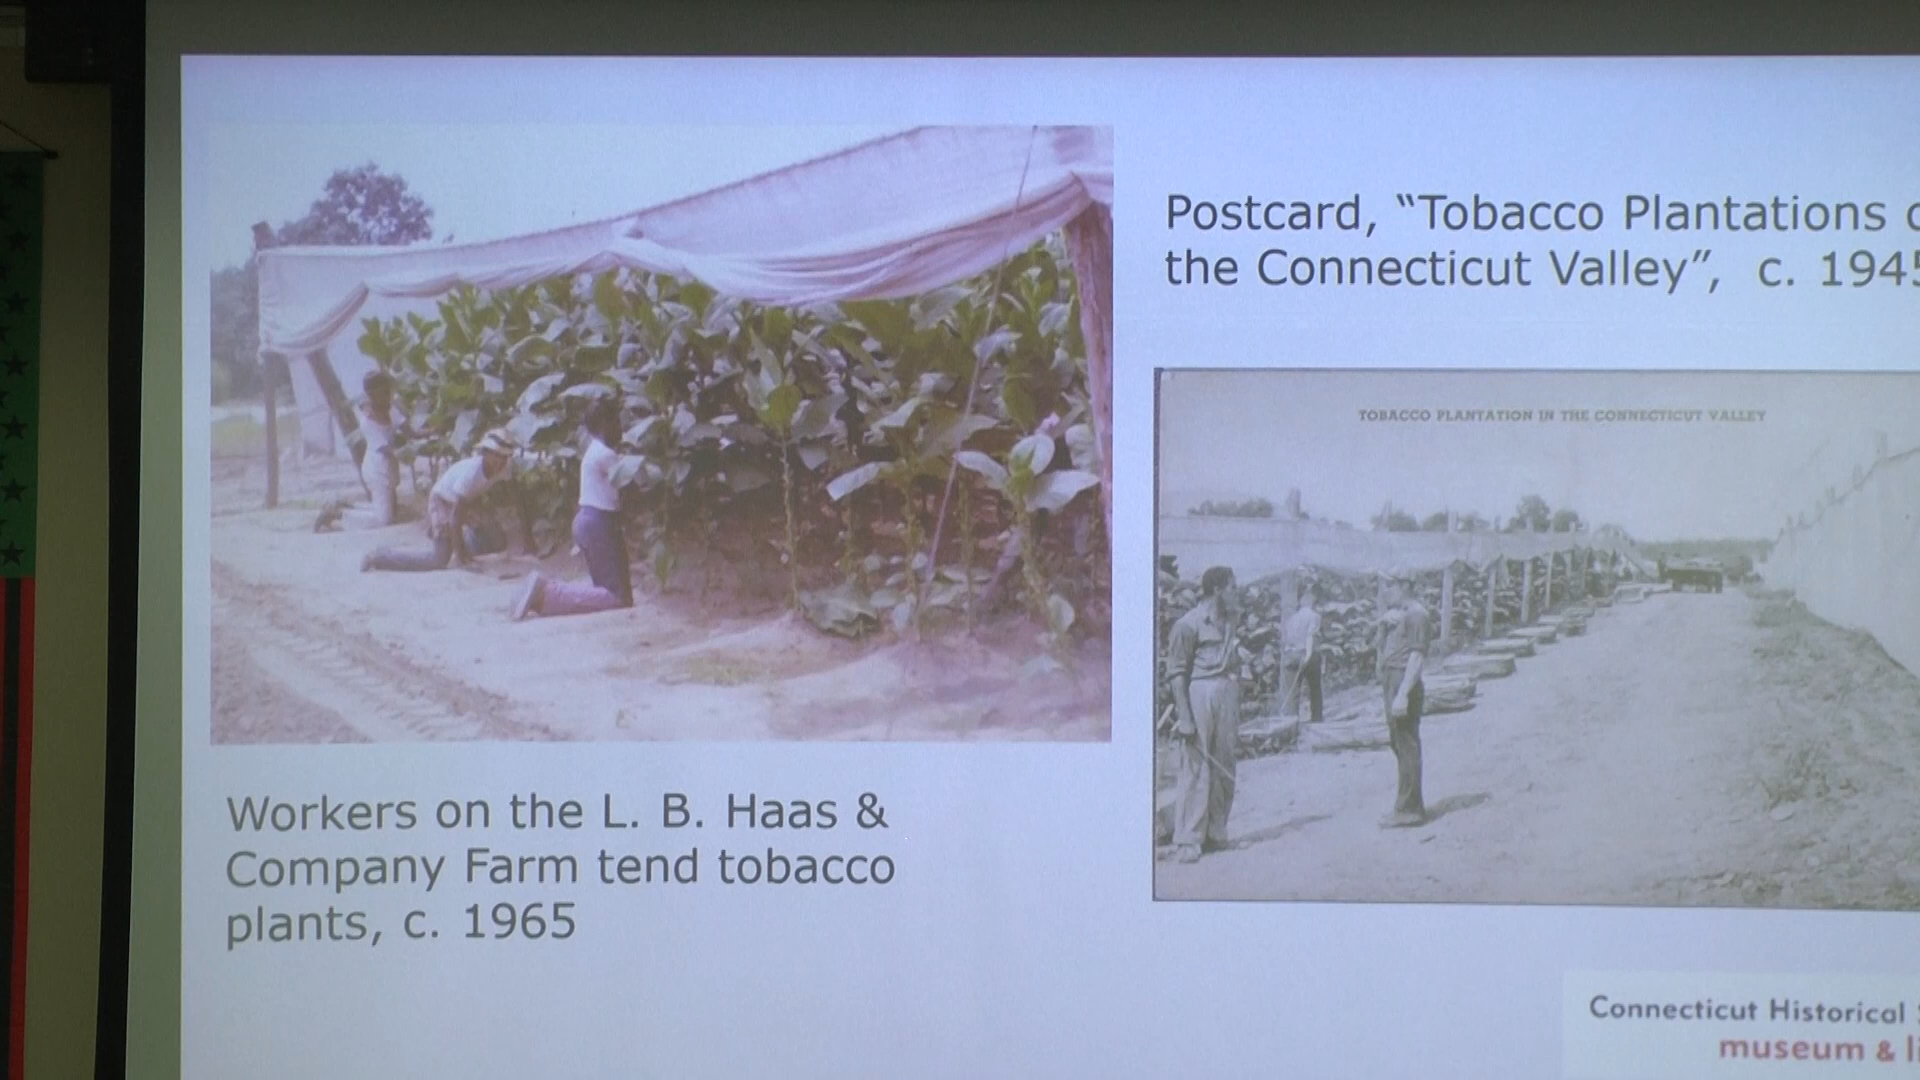 Postcard, “Tobacco Plantations
the Connecticut Valley”, c. 1945
TOBACCO PLANTATION IN THE CONNECTICUT VALLEY
Workers on the L. B. Haas &
Company Farm tend tobacco
plants, c. 1965
Connecticut Historical
museum &